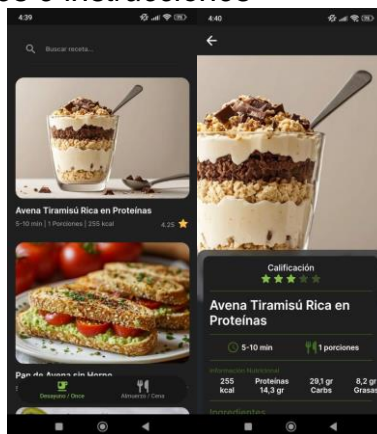 4:39
Buscar receta...
Avena Tiramisú Rica en Proteínas
5-10 min | 1 Porciones | 255 kcal
4.25
Pan de Avena sin Horno
Desayuno / Once
Almuerzo / Cena
4:40
Calificación
Avena Tiramisú Rica en
Proteínas
5-10 min
1 porciones
Información Nutricional
255 Proteínas 29,1 gr 8,2 gr
kcal 14,3 gr Carbs Grasas
Ingredientes